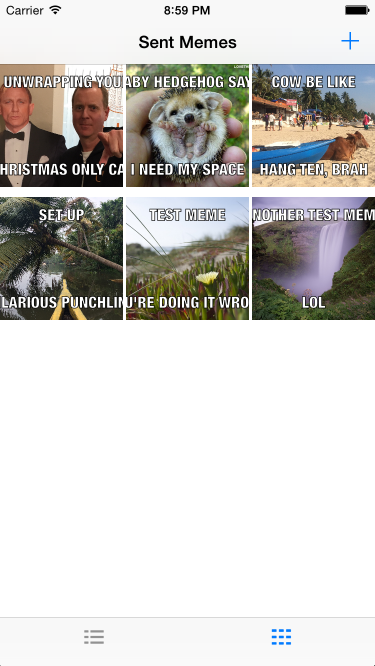 Carrier 8:59 PM
Sent Memes
UNWRAPPING YOU
HRISTMAS ONLY CA
ABY HEDGEHOG SAY
I NEED MY SPACE
COW BE LIKE
HANG TEN, BRAH
SET-UP
LARIOUS PUNCHLIN
TEST MEME
U'RE DOING IT WRO
NOTHER TEST MEM
LOL